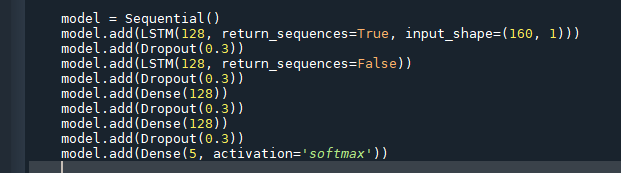 model = Sequential()
model.add(LSTM(128, return_sequences=True, input_shape=(160, 1)))
model.add(Dropout(0.3))
model.add(LSTM(128, return_sequences=False))
model.add(Dropout(0.3))
model.add(Dense(128))
model.add(Dropout(0.3))
model.add(Dense(128))
model.add(Dropout(0.3))
model.add(Dense(5, activation='softmax'))